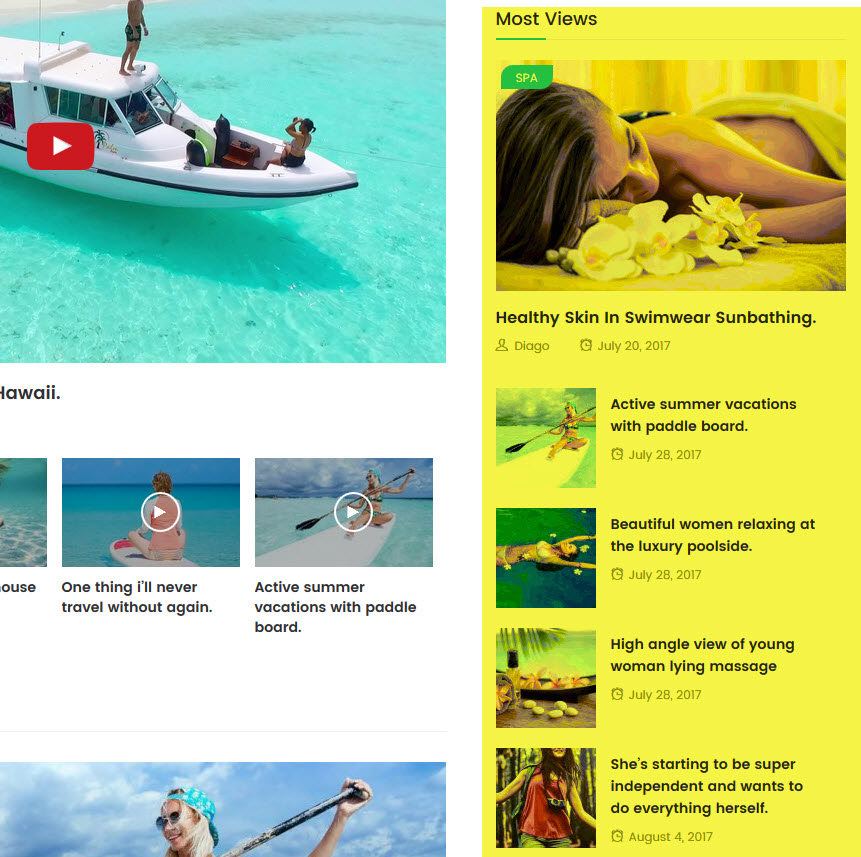 Hawaii.
One thing i'll never
travel without again.
Active summer
vacations with paddle
board.
Most Views
SPA
Healthy Skin In Swimwear Sunbathing.
Diago July 20, 2017
Active summer vacations
with paddle board.
July 28, 2017
Beautiful women relaxing at
the luxury poolside.
July 28, 2017
High angle view of young
woman lying massage
July 28, 2017
She's starting to be super
independent and wants to
do everything herself.
August 4, 2017